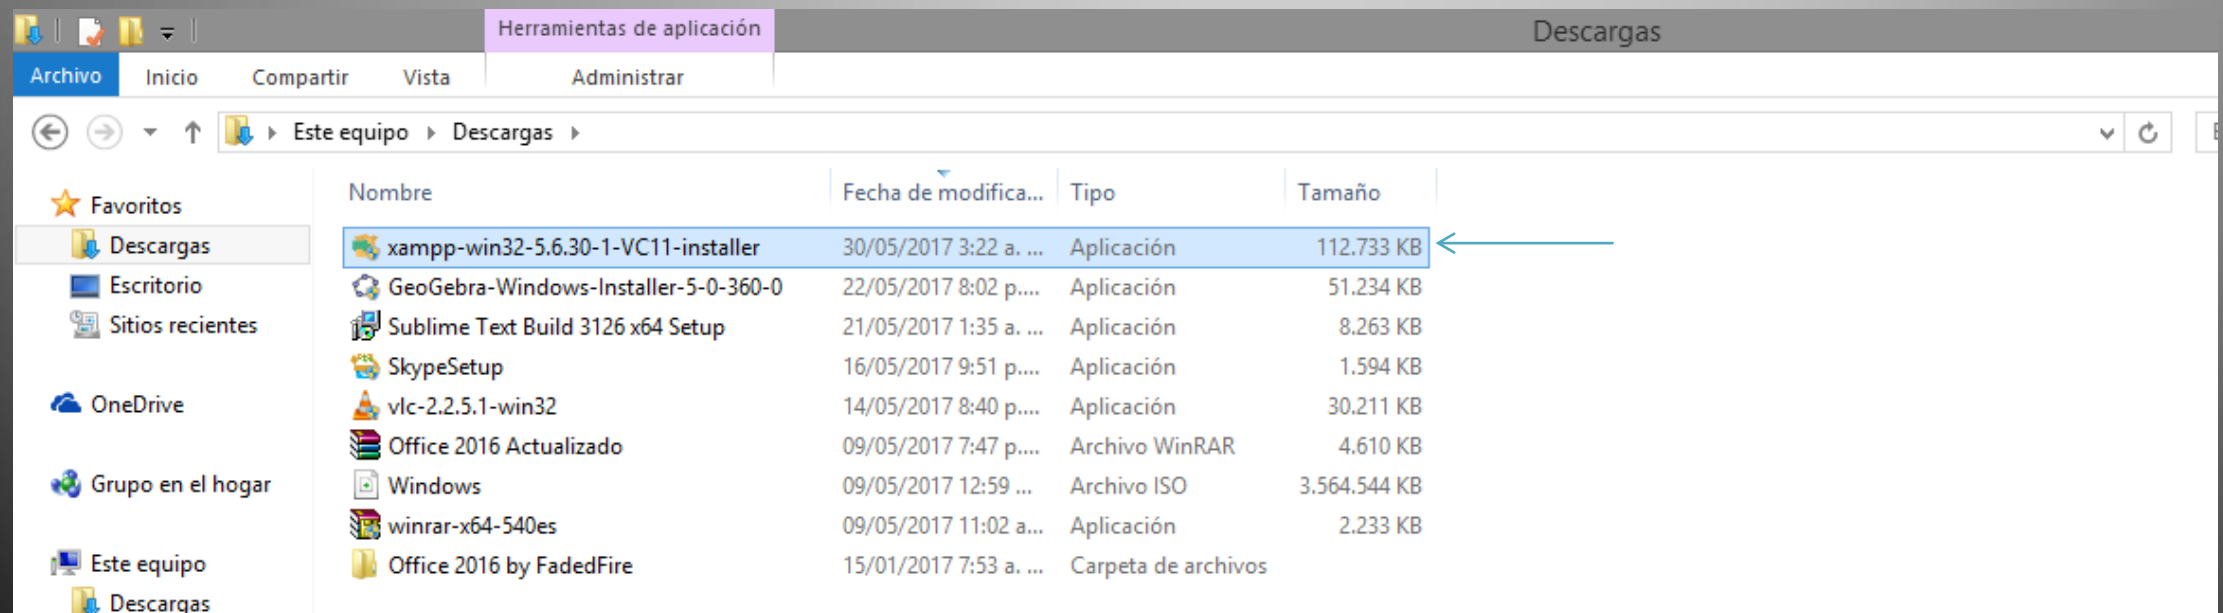 Herramientas de aplicación Descargas
Archivo Inicio Compartir Vista Administrar
Este equipo Descargas
Nombre Fecha de modifica... Tipo Tamaño
Favoritos
Descargas xampp-win32-5.6.30-1-VC11-installer 30/05/2017 3:22 a. ... Aplicación 112.733 KB
Escritorio GeoGebra-Windows-Installer-5-0-360-0 22/05/2017 8:02 p.... Aplicación 51.234 KB
Sitios recientes Sublime Text Build 3126 x64 Setup 21/05/2017 1:35 a. ... Aplicación 8.263 KB
SkypeSetup 16/05/2017 9:51 p.... Aplicación 1.594 KB
OneDrive vlc-2.2.5.1-win32 14/05/2017 8:40 p.... Aplicación 30.211 KB
Office 2016 Actualizado 09/05/2017 7:47 p.... Archivo WinRAR 4.610 KB
Grupo en el hogar Windows 09/05/2017 12:59 ... Archivo ISO 3.564.544 KB
winrar-x64-540es 09/05/2017 11:02 a... Aplicación 2.233 KB
Este equipo Office 2016 by FadedFire 15/01/2017 7:53 a. ... Carpeta de archivos
Descargas